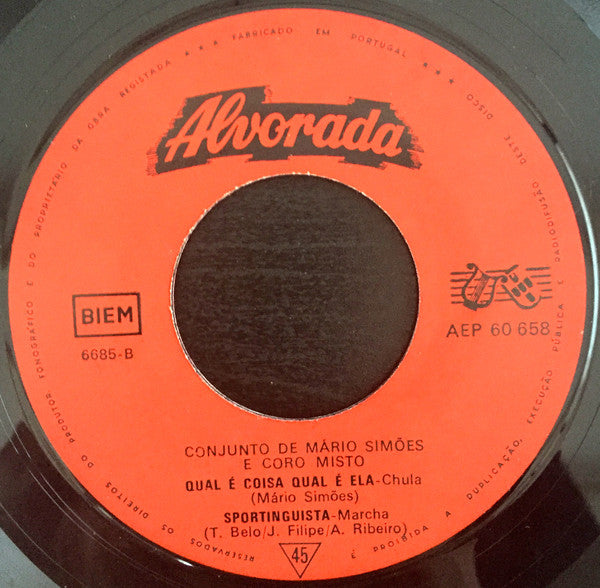 RESERVADOS OS DIREITOS DO PRODUTOR FONOGRÁFICO E DO PROPRIETÁRIO DA OBRA REGISTADA ★★★ FABRICADO EM PORTUGAL ★★★ DISCO
É PROIBIDA A DUPLICAÇÃO, EXECUÇÃO PÚBLICA E RADIODIFUSÃO DESTE DISCO
Alvorada
BIEM
6685-B
AEP 60 658
CONJUNTO DE MÁRIO SIMÕES
E CORO MISTO
QUAL É COISA QUAL É ELA-Chula
(Mário Simões)
SPORTINGUISTA-Marcha
(T. Belo/J. Filipe/A. Ribeiro)
45